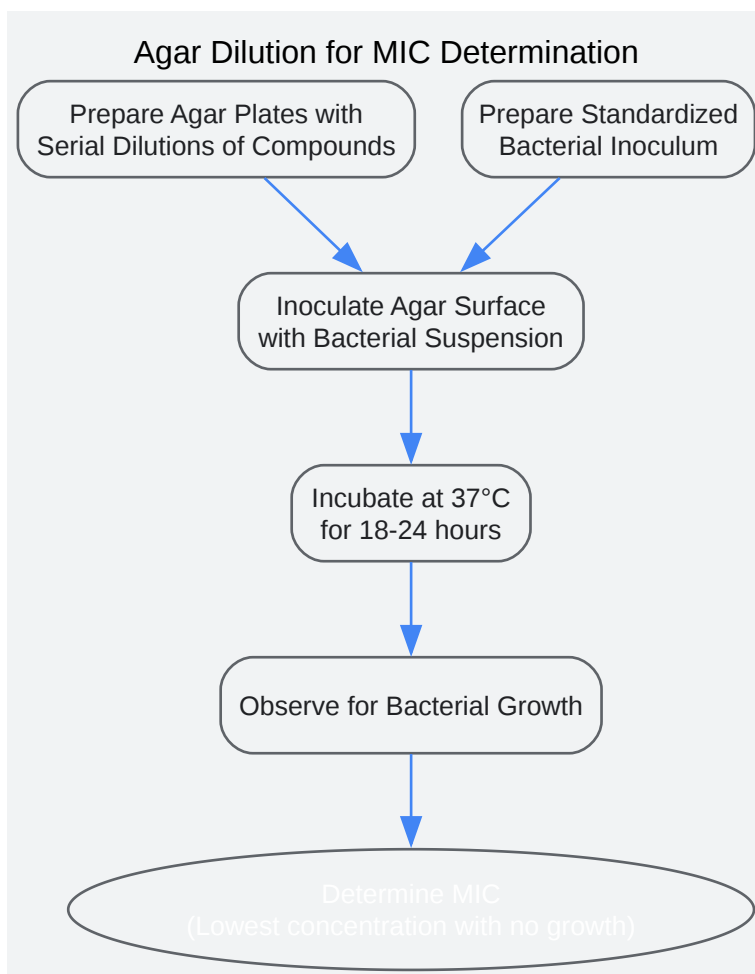 Agar Dilution for MIC Determination
Prepare Agar Plates with
Serial Dilutions of Compounds
Prepare Standardized
Bacterial Inoculum
Inoculate Agar Surface
with Bacterial Suspension
Incubate at 37°C
for 18-24 hours
Observe for Bacterial Growth
Determine MIC
(Lowest concentration with no growth)